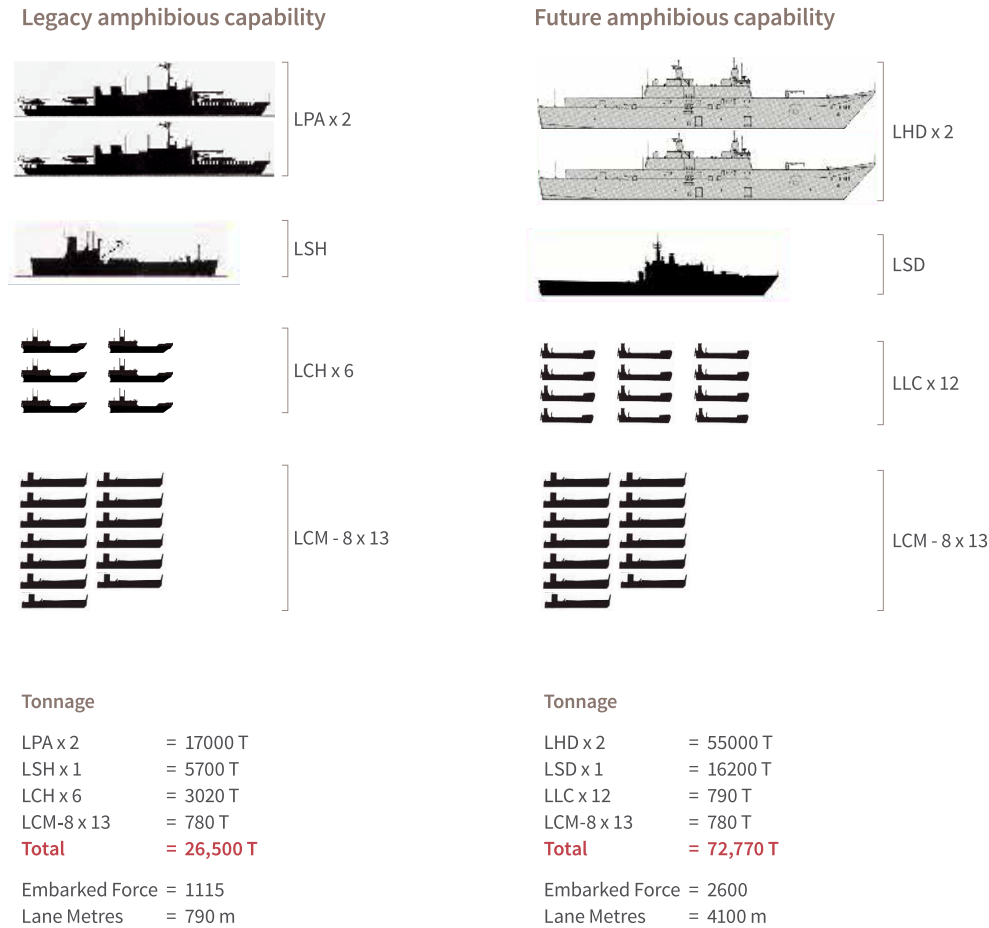 Legacy amphibious capability
LPA x 2
LSH
LCH x 6
LCM - 8 x 13
Tonnage
LPA x 2 = 17000 T
LSH x 1 = 5700 T
LCH x 6 = 3020 T
LCM-8 x 13 = 780 T
Total = 26,500 T
Embarked Force = 1115
Lane Metres = 790 m
Future amphibious capability
LHD x 2
LSD
LLC x 12
LCM - 8 x 13
Tonnage
LHD x 2 = 55000 T
LSD x 1 = 16200 T
LLC x 12 = 790 T
LCM-8 x 13 = 780 T
Total = 72,770 T
Embarked Force = 2600
Lane Metres = 4100 m